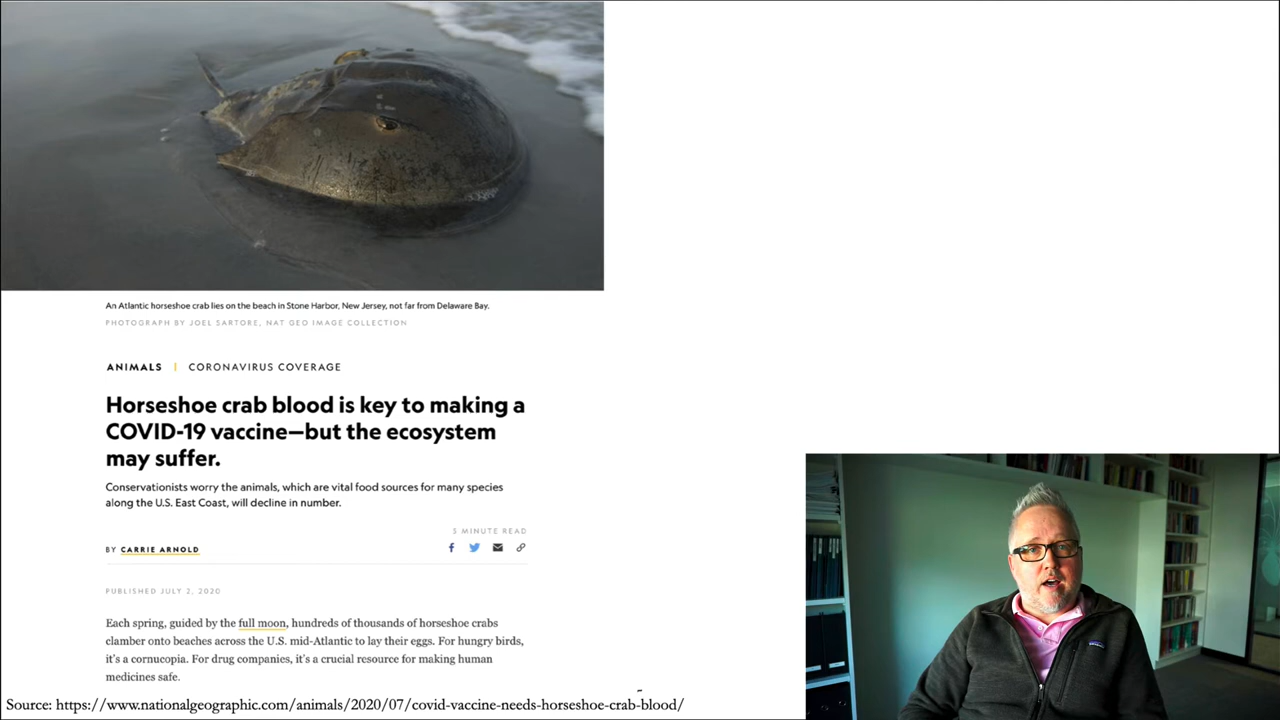 An Atlantic horseshoe crab lies on the beach in Stone Harbor, New Jersey, not far from Delaware Bay.
PHOTOGRAPH BY JOEL SARTORE, NAT GEO IMAGE COLLECTION
ANIMALS | CORONAVIRUS COVERAGE
Horseshoe crab blood is key to making a
COVID-19 vaccine—but the ecosystem
may suffer.
Conservationists worry the animals, which are vital food sources for many species
along the U.S. East Coast, will decline in number.
5 MINUTE READ
BY CARRIE ARNOLD
PUBLISHED JULY 2, 2020
Each spring, guided by the full moon, hundreds of thousands of horseshoe crabs
clamber onto beaches across the U.S. mid-Atlantic to lay their eggs. For hungry birds,
it's a cornucopia. For drug companies, it's a crucial resource for making human
medicines safe.
Source: https://www.nationalgeographic.com/animals/2020/07/covid-vaccine-needs-horseshoe-crab-blood/